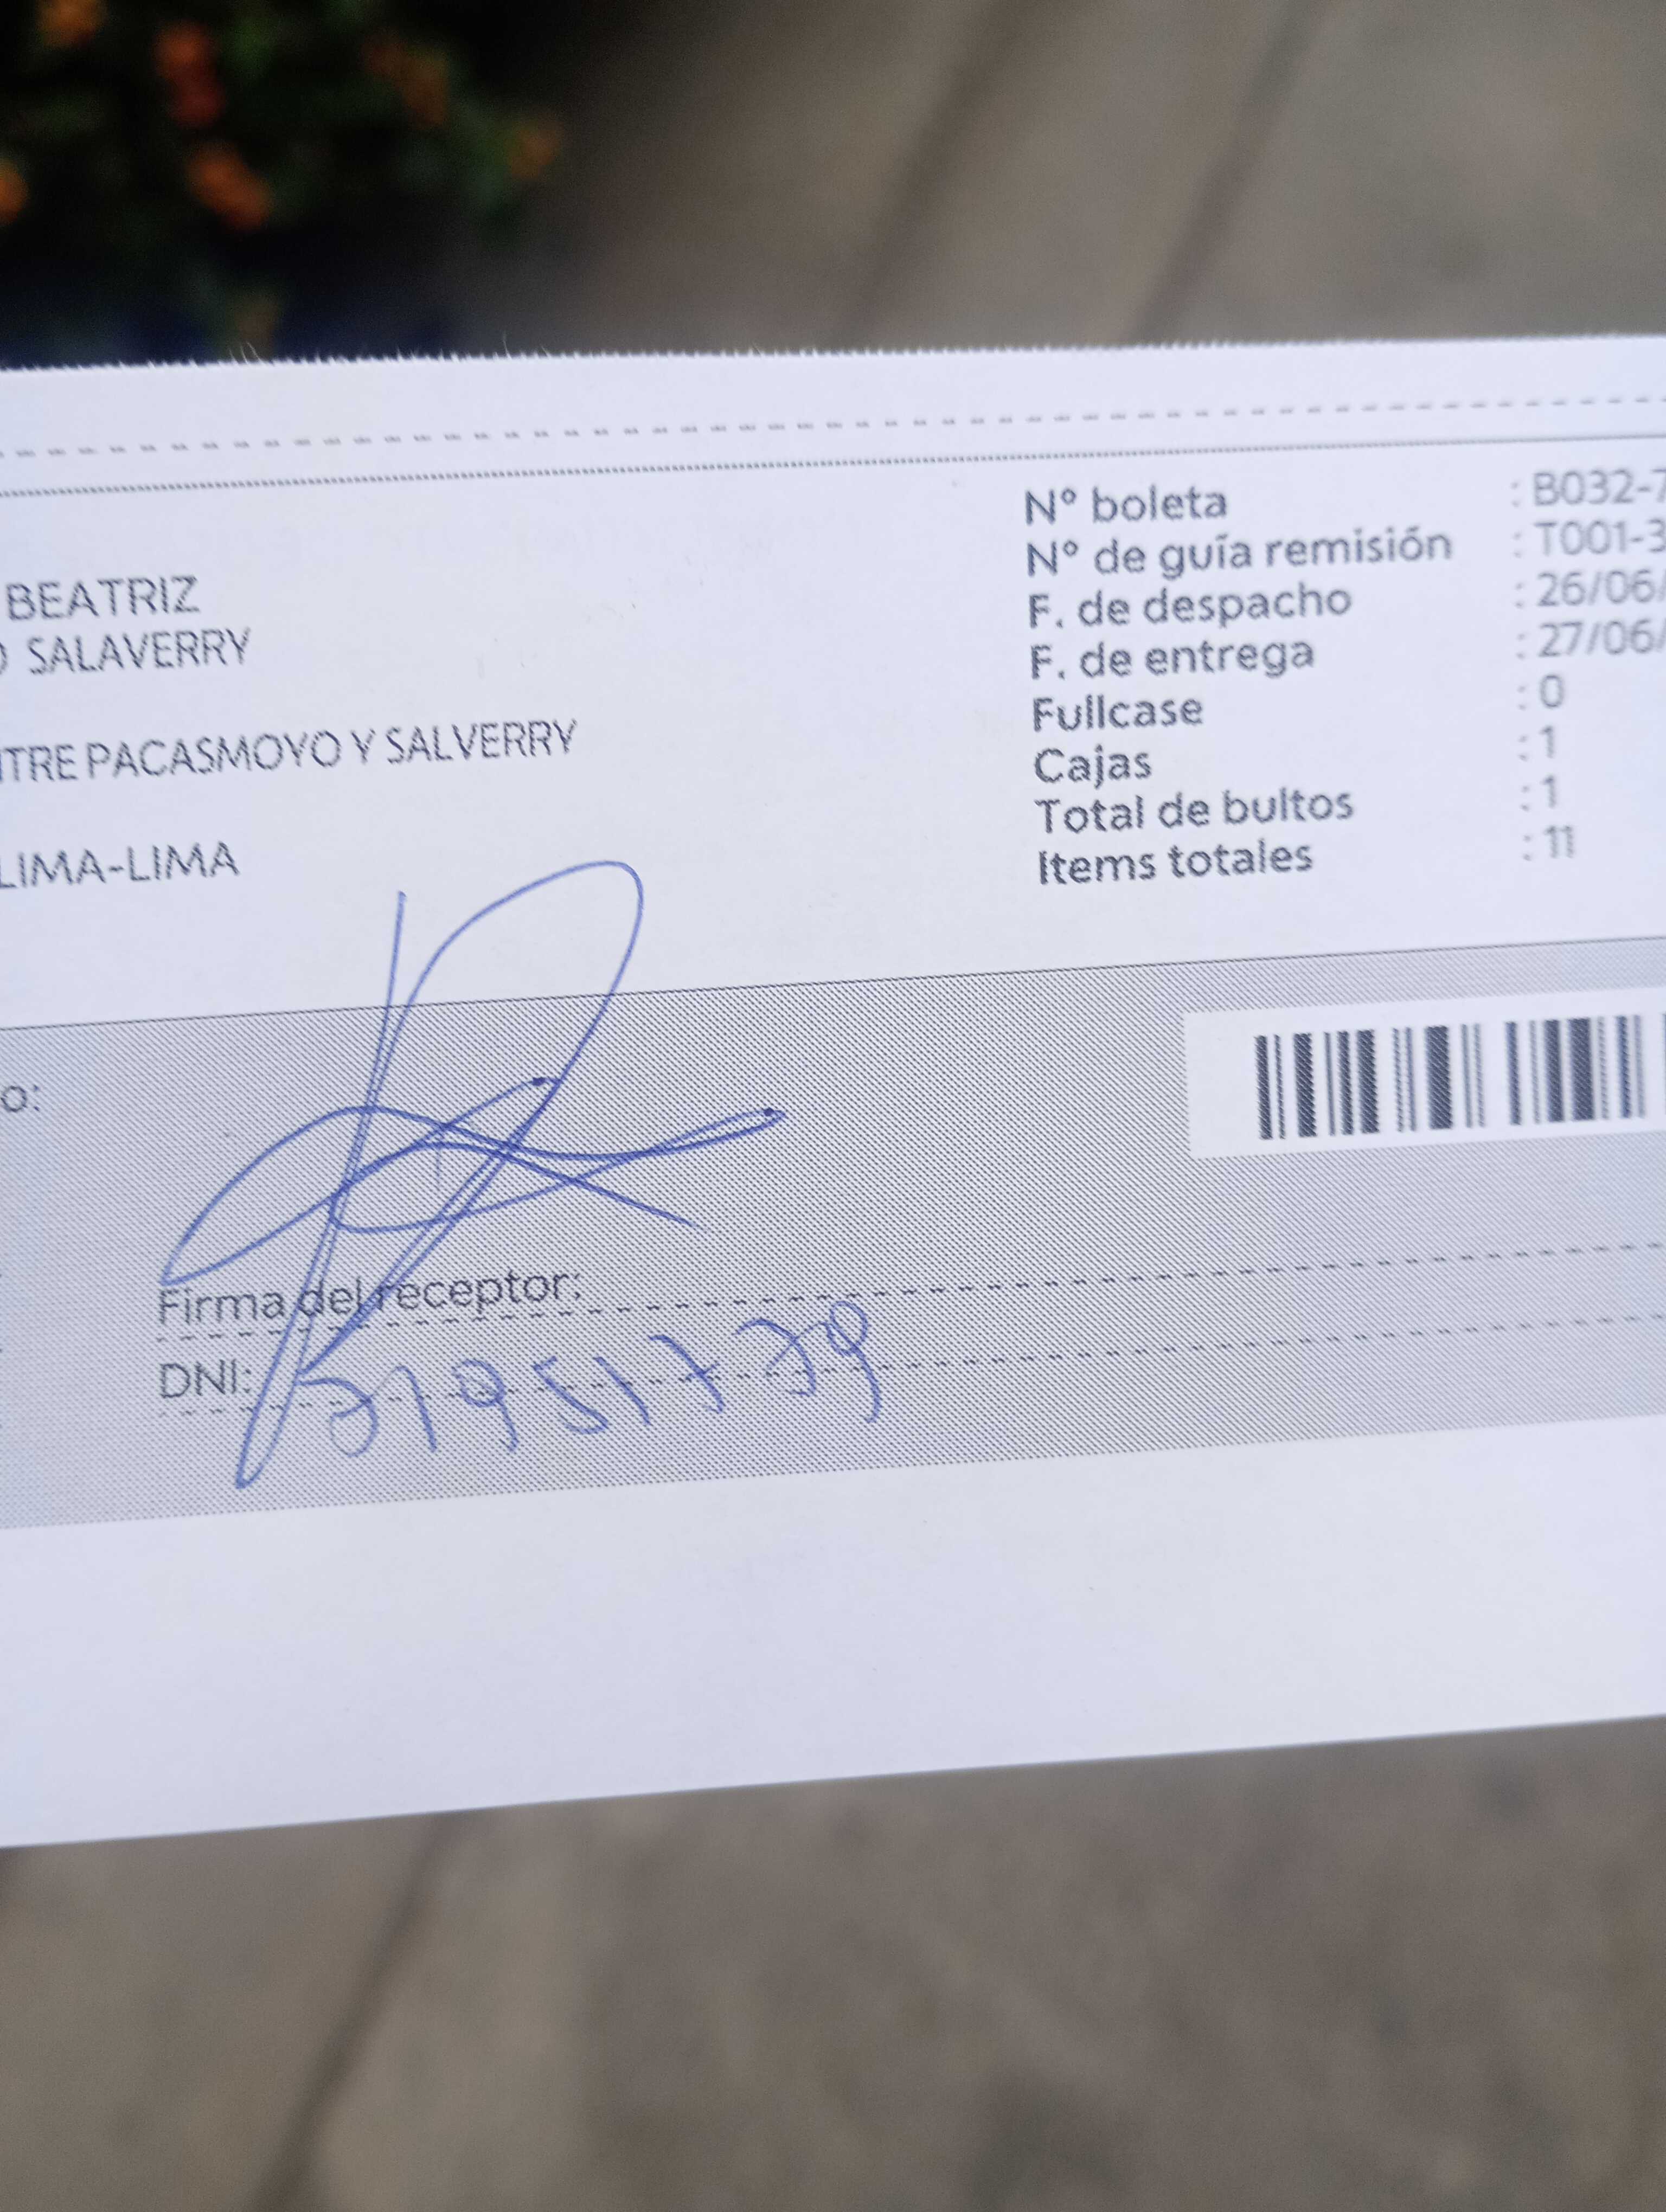 BEATRIZ
SALAVERRY
TRE PACASMOYO Y SALVERRY
LIMA-LIMA
N° boleta : B032-7
N° de guía remisión : T001-3
F. de despacho : 26/06/
F. de entrega : 27/06/
Fullcase : 0
Cajas : 1
Total de bultos : 1
Items totales : 11
o:
Firma del receptor:
DNI: